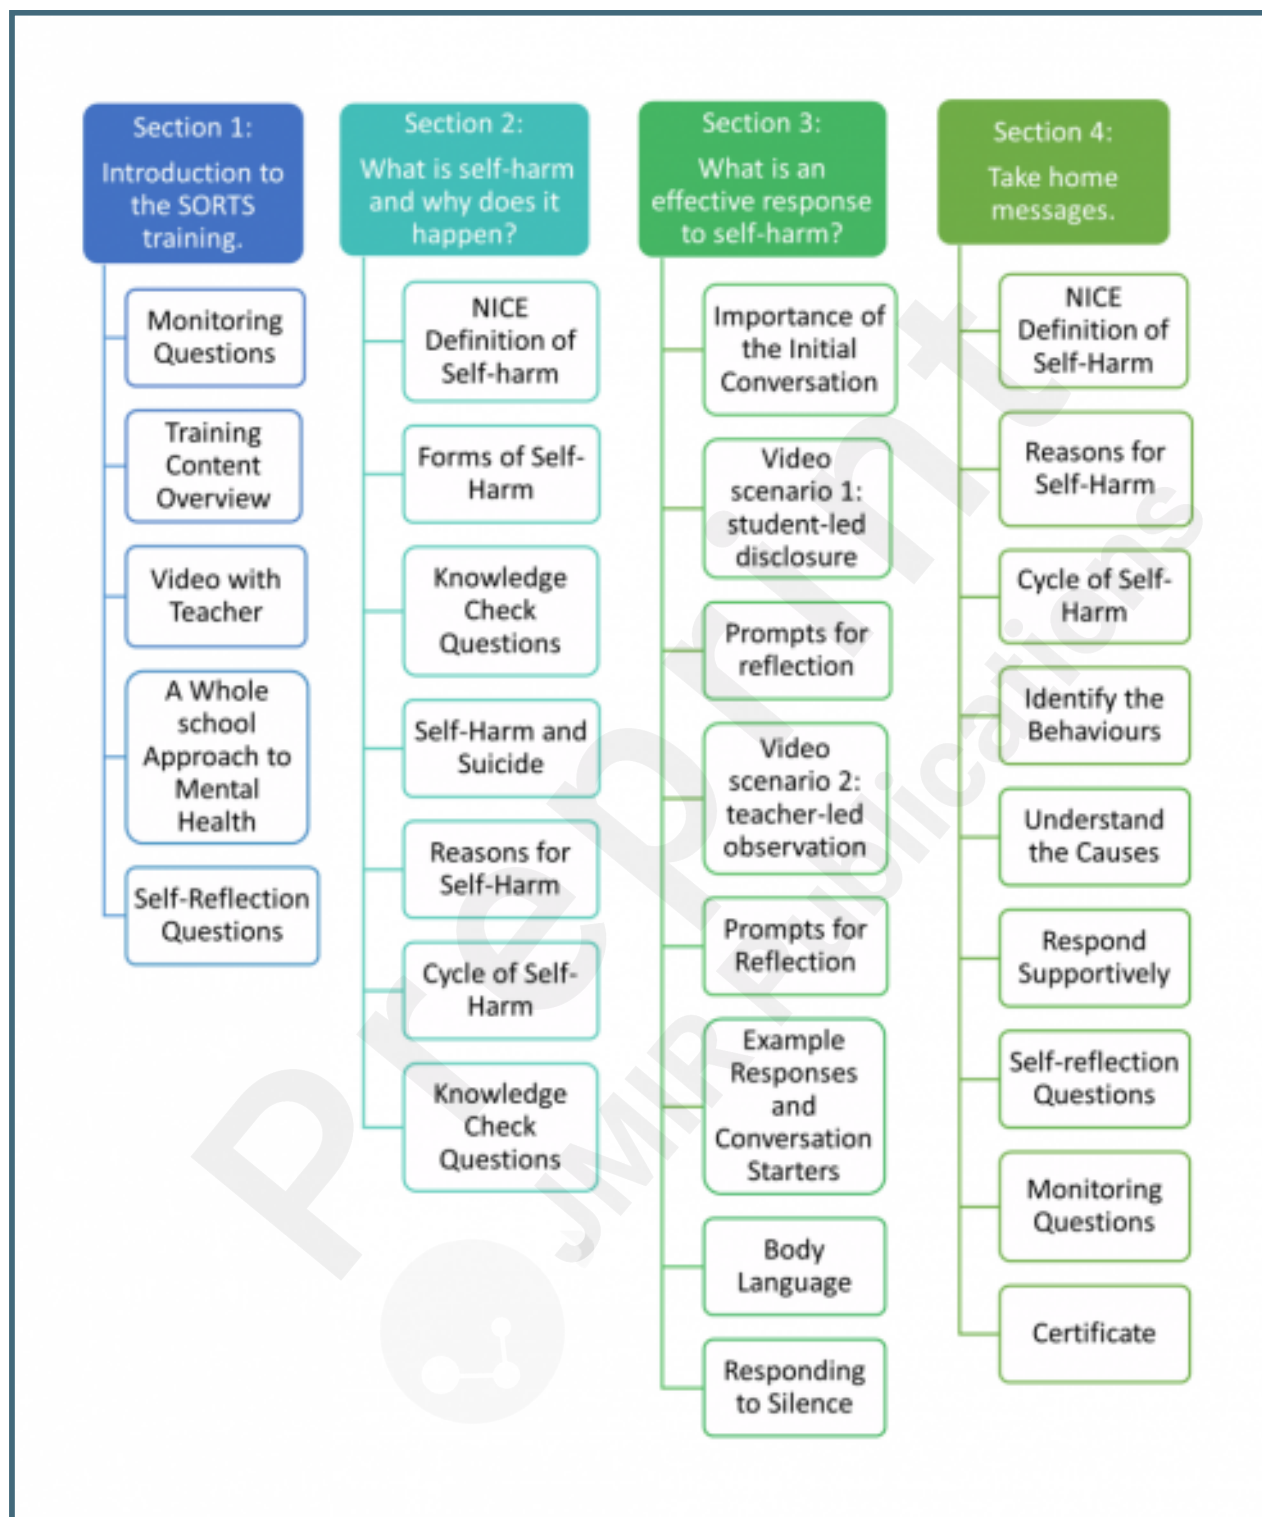 Section 1:
Introduction to
the SORTS
training.
Monitoring
Questions
Training
Content
Overview
Video with
Teacher
A Whole
school
Approach to
Mental
Health
Self-Reflection
Questions
Section 2:
What is self-harm
and why does it
happen?
NICE
Definition of
Self-harm
Forms of Self-
Harm
Knowledge
Check
Questions
Self-Harm and
Suicide
Reasons for
Self-Harm
Cycle of Self-
Harm
Knowledge
Check
Questions
Section 3:
What is an
effective response
to self-harm?
Importance of
the Initial
Conversation
Video
scenario 1:
student-led
disclosure
Prompts for
reflection
Video
scenario 2:
teacher-led
observation
Prompts for
Reflection
Example
Responses
and
Conversation
Starters
Body
Language
Responding
to Silence
Section 4:
Take home
messages.
NICE
Definition of
Self-Harm
Reasons for
Self-Harm
Cycle of Self-
Harm
Identify the
Behaviours
Understand
the Causes
Respond
Supportively
Self-reflection
Questions
Monitoring
Questions
Certificate
Preprint
JMIR Publications